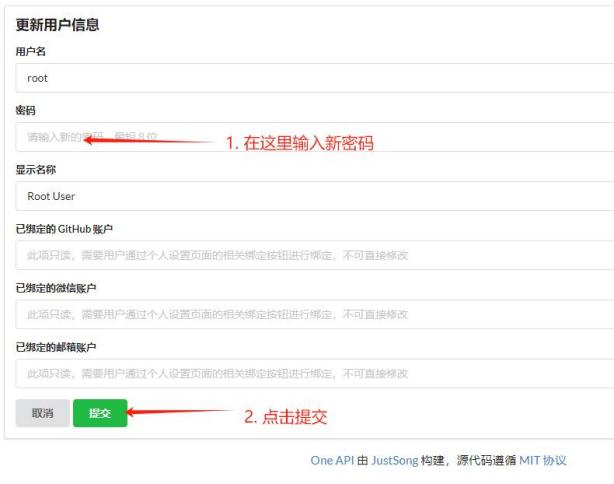 更新用户信息
用户名
root
密码
请输入新的密码，最短 8 位
1. 在这里输入新密码
显示名称
Root User
已绑定的 GitHub 账户
此项只读，需要用户通过个人设置页面的相关绑定按钮进行绑定，不可直接修改
已绑定的微信账户
此项只读，需要用户通过个人设置页面的相关绑定按钮进行绑定，不可直接修改
已绑定的邮箱账户
此项只读，需要用户通过个人设置页面的相关绑定按钮进行绑定，不可直接修改
取消 提交 2. 点击提交
One API 由 JustSong 构建，源代码遵循 MIT 协议